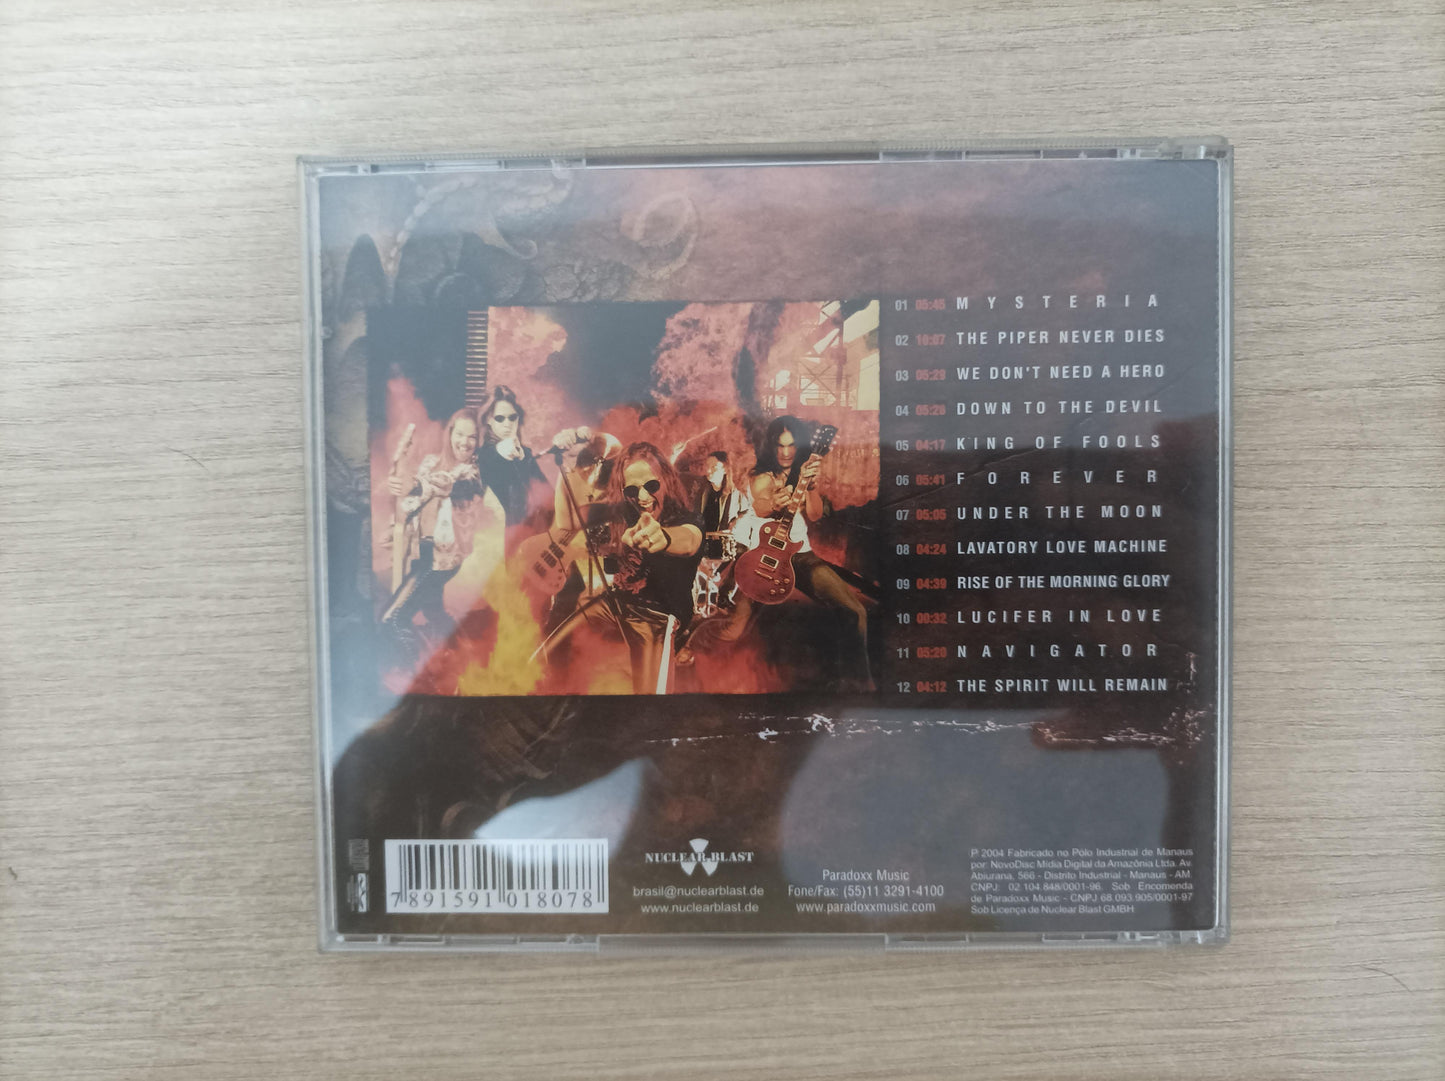 01 05:45 MYSTERIA
02 10:07 THE PIPER NEVER DIES
03 05:29 WE DON'T NEED A HERO
04 05:28 DOWN TO THE DEVIL
05 04:17 KING OF FOOLS
06 05:41 FOREVER
07 05:05 UNDER THE MOON
08 04:24 LAVATORY LOVE MACHINE
09 04:39 RISE OF THE MORNING GLORY
10 00:32 LUCIFER IN LOVE
11 05:20 NAVIGATOR
12 04:12 THE SPIRIT WILL REMAIN
7 891591 018078
NUCLEAR BLAST
brasil@nuclearblast.de
www.nuclearblast.de
Paradoxx Music
Fone/Fax: (55)11 3291-4100
www.paradoxxmusic.com
P 2004 Fabricado no Pólo Industrial de Manaus
por: NovoDisc Mídia Digital da Amazônia Ltda. Av.
Abiurana, 566 - Distrito Industrial - Manaus - AM.
CNPJ: 02.104.848/0001-96. Sob Encomenda
de Paradoxx Music - CNPJ 68.093.905/0001-97
Sob Licença de Nuclear Blast GMBH